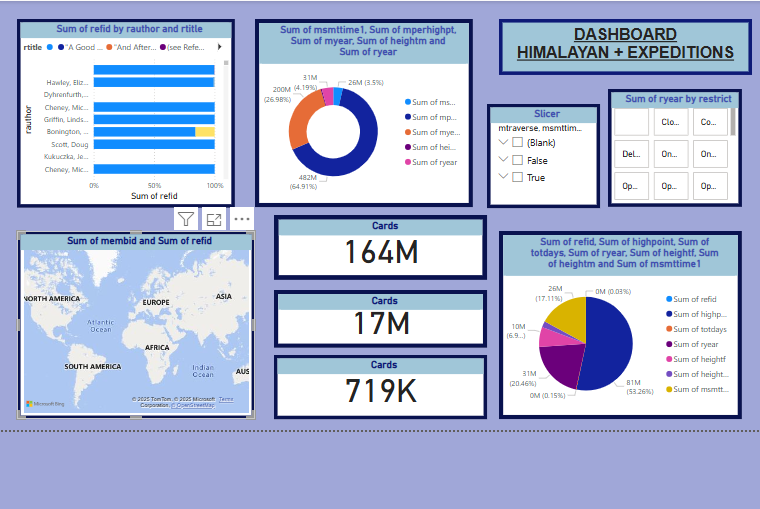 Sum of refid by rauthor and rtitle
rtitle
"A Good ...
"And After...
(see Refe...
rauthor
Hawley, Eliz...
Dyhrenfurth,...
Cheney, Mic...
Griffin, Linds...
Bonington, ...
Scott, Doug
Kukuczka, Je...
Cheney, Mic...
0%
50%
100%
Sum of refid
Sum of msmttime1, Sum of mperhighpt,
Sum of myear, Sum of heightm and
Sum of ryear
31M
(4.19%)
26M (3.5%)
200M
(26.98%)
482M
(64.91%)
Sum of ms...
Sum of mp...
Sum of mye...
Sum of hei...
Sum of ryear
DASHBOARD
HIMALAYAN + EXPEDITIONS
Slicer
mtraverse, msmttim...
(Blank)
False
True
Sum of ryear by restrict
Clo...
Co...
Del...
On...
On...
Op...
Op...
Op...
Sum of membid and Sum of refid
NORTH AMERICA
EUROPE
ASIA
Atlantic
Ocean
AFRICA
SOUTH AMERICA
Indian
Ocean
AUS
Microsoft Bing
© 2025 TomTom, © 2025 Microsoft
Corporation, © OpenStreetMap
Terms
Cards
164M
Cards
17M
Cards
719K
Sum of refid, Sum of highpoint, Sum of
totdays, Sum of ryear, Sum of heightf, Sum
of heightm and Sum of msmttime1
26M
(17.11%)
0M (0.03%)
10M
(6.9...)
31M
(20.46%)
0M (0.15%)
81M
(53.26%)
Sum of refid
Sum of highp...
Sum of totdays
Sum of ryear
Sum of heightf
Sum of height...
Sum of msmtt...